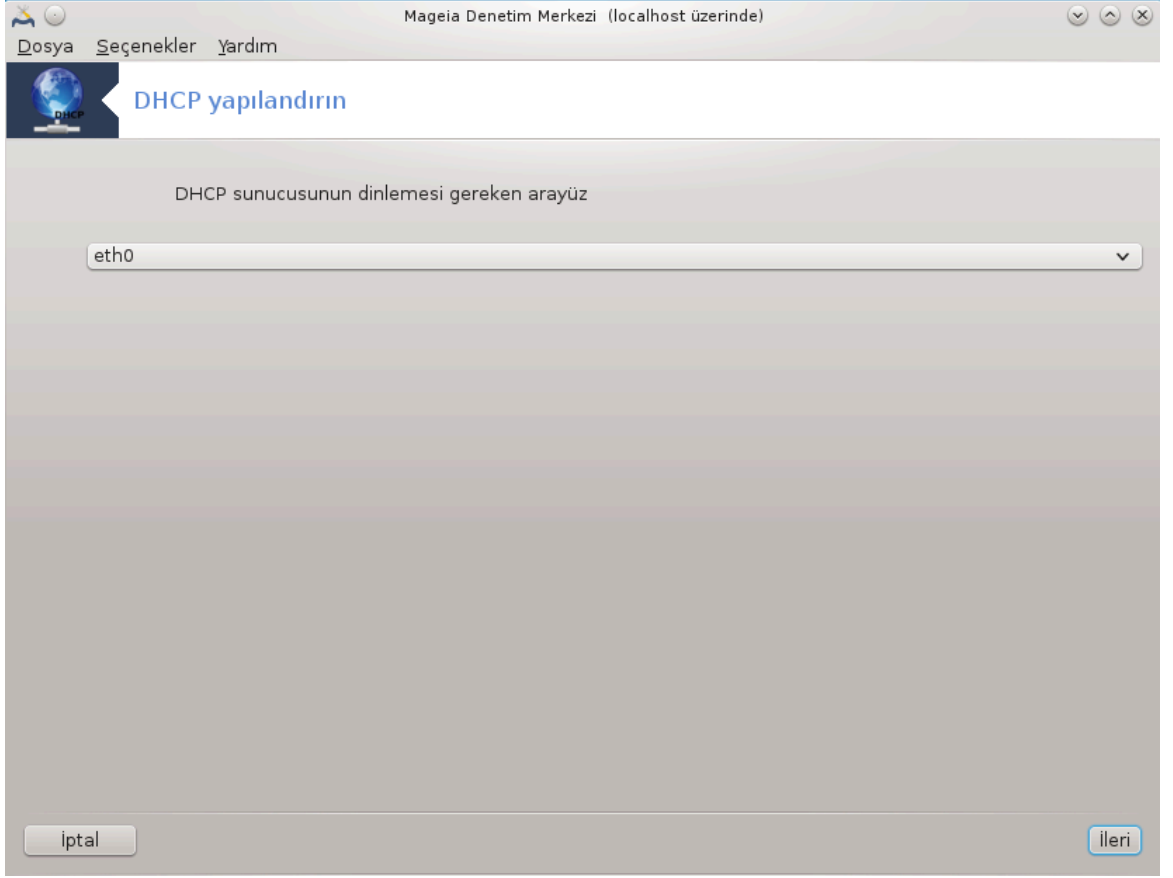 Mageia Denetim Merkezi (localhost üzerinde)
Dosya Seçenekler Yardım
DHCP
DHCP yapılandırın
DHCP sunucusunun dinlemesi gereken arayüz
eth0
İptal
İleri